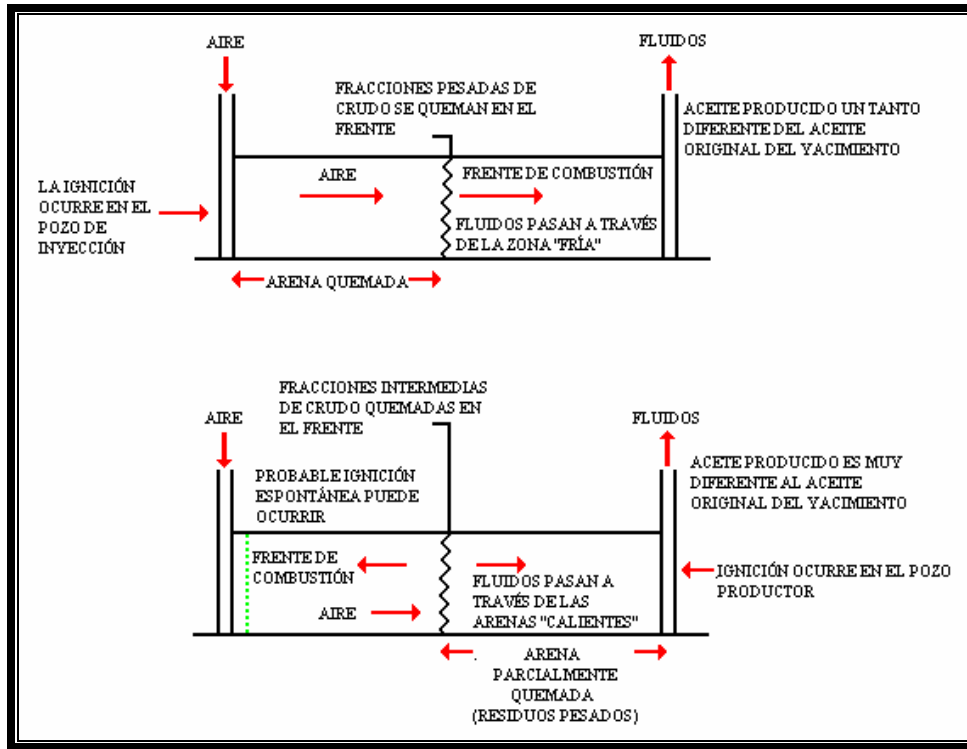 AIRE
FLUIDOS
FRACCIONES PESADAS DE
CRUDO SE QUEMAN EN EL
FRENTE
ACEITE PRODUCIDO UN TANTO
DIFERENTE DEL ACEITE
ORIGINAL DEL YACIMIENTO
LA IGNICIÓN
OCURRE EN EL
POZO DE
INYECCIÓN
AIRE
FRENTE DE COMBUSTIÓN
FLUIDOS PASAN A TRAVÉS
DE LA ZONA "FRÍA"
ARENA QUEMADA
FRACCIONES INTERMEDIAS
DE CRUDO QUEMADAS EN
EL FRENTE
AIRE
FLUIDOS
PROBABLE IGNICIÓN
ESPONTÁNEA PUEDE
OCURRIR
ACETE PRODUCIDO ES MUY
DIFERENTE AL ACEITE
ORIGINAL DEL YACIMIENTO
FRENTE DE
COMBUSTIÓN
AIRE
FLUIDOS PASAN A
TRAVÉS DE LAS
ARENAS "CALIENTES"
IGNICIÓN OCURRE EN EL POZO
PRODUCTOR
ARENA
PARCIALMENTE
QUEMADA
(RESIDUOS PESADOS)